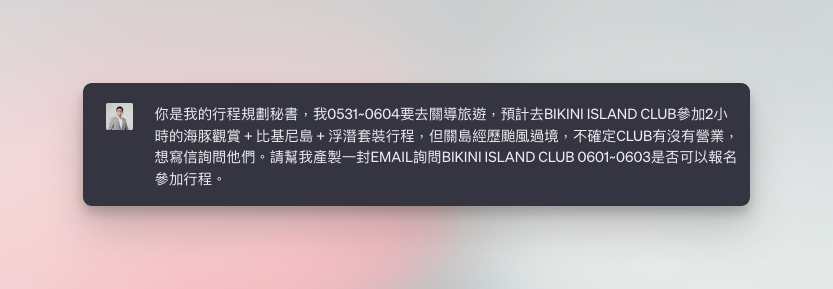 你是我的行程規劃秘書，我0531~0604要去關導旅遊，預計去BIKINI ISLAND CLUB參加2小
時的海豚觀賞 + 比基尼島 + 浮潛套裝行程，但關島經歷颱風過境，不確定CLUB有沒有營業，
想寫信詢問他們。請幫我產製一封EMAIL詢問BIKINI ISLAND CLUB 0601~0603是否可以報名
參加行程。